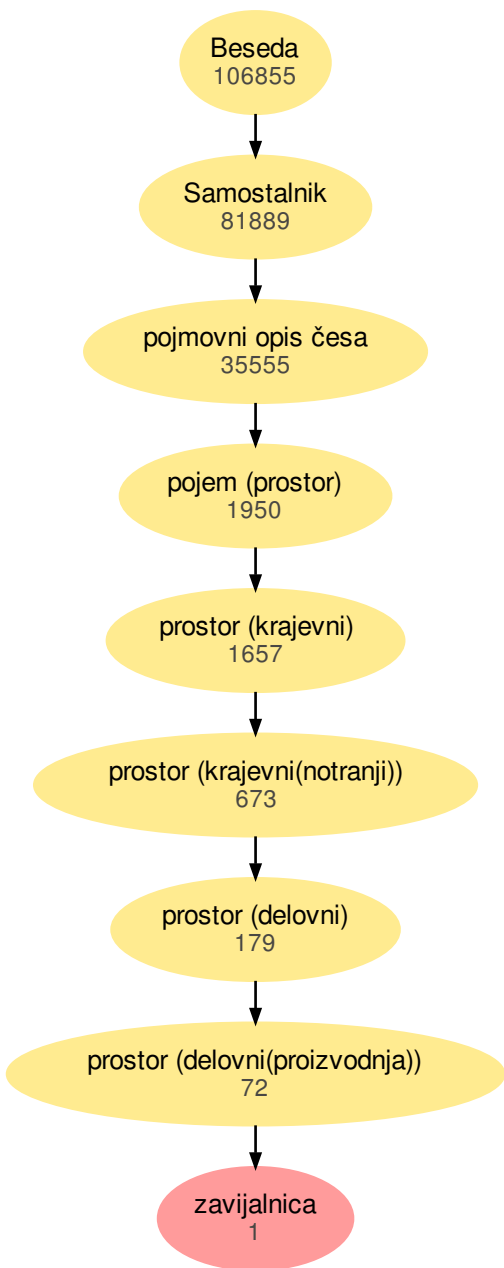 Beseda
106855
Samostalnik
81889
pojmovni opis česa
35555
pojem (prostor)
1950
prostor (krajevni)
1657
prostor (krajevni(notranji))
673
prostor (delovni)
179
prostor (delovni(proizvodnja))
72
zavijalnica
1